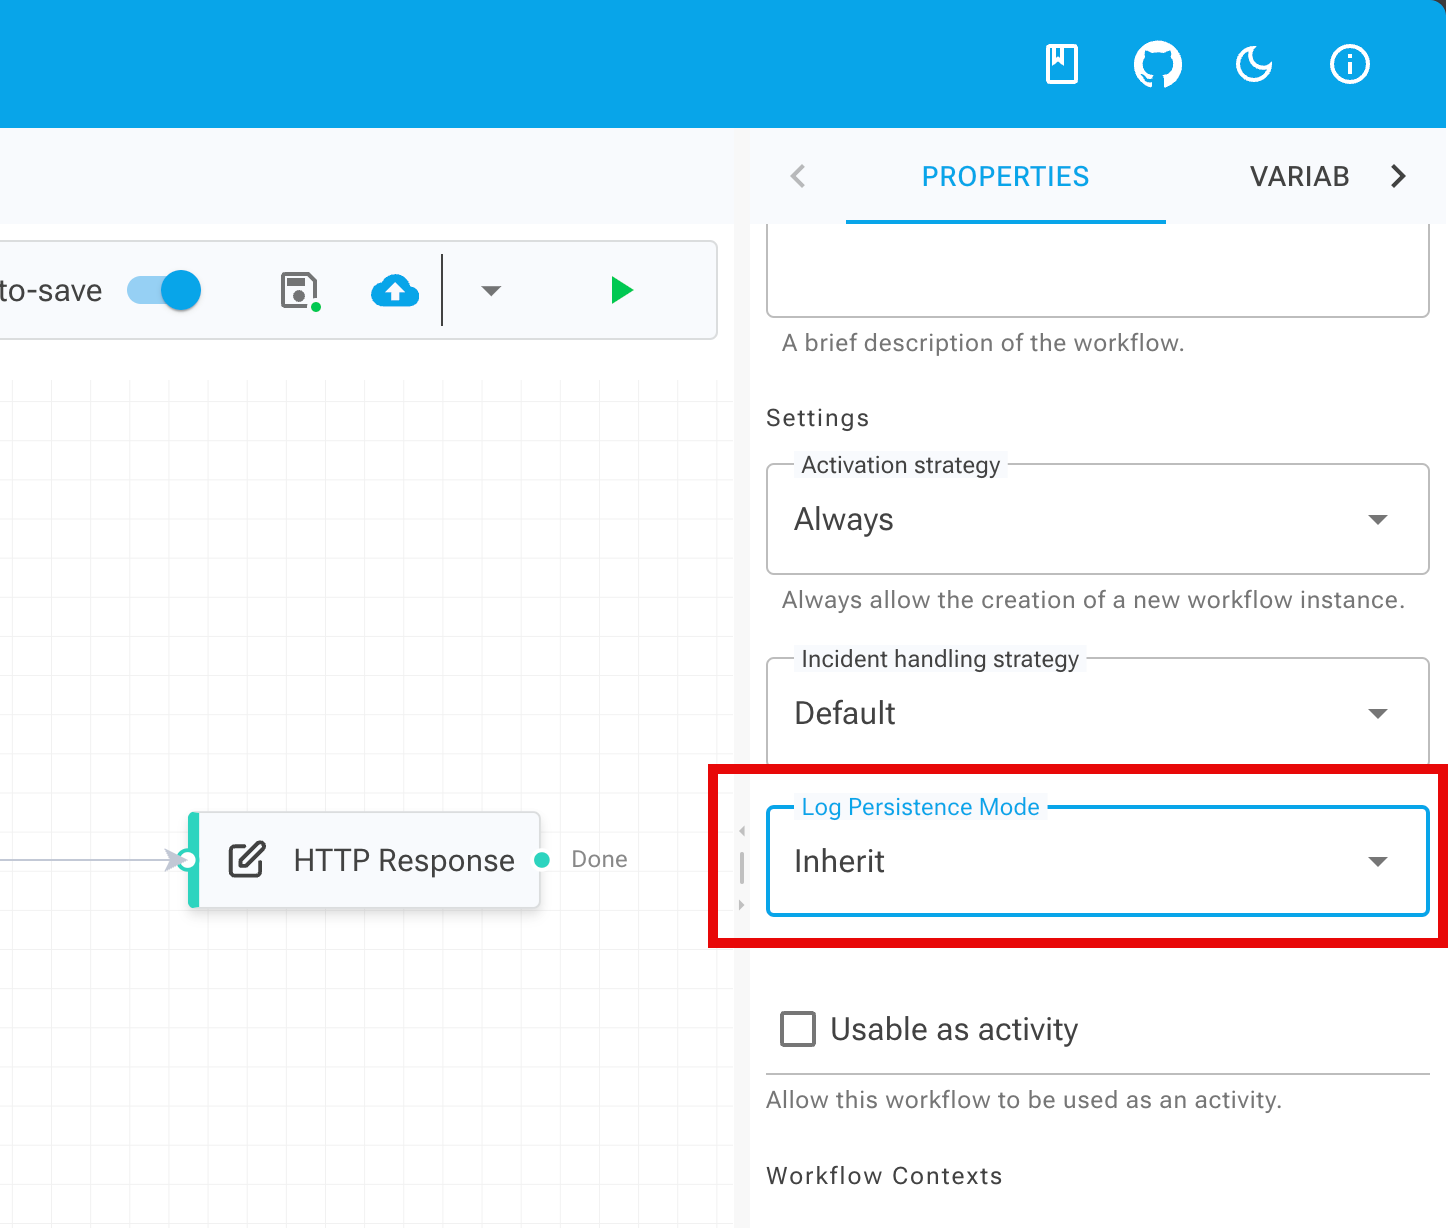 PROPERTIES
VARIAB
to-save
A brief description of the workflow.
Settings
Activation strategy
Always
Always allow the creation of a new workflow instance.
Incident handling strategy
Default
Log Persistence Mode
Inherit
HTTP Response
Done
Usable as activity
Allow this workflow to be used as an activity.
Workflow Contexts